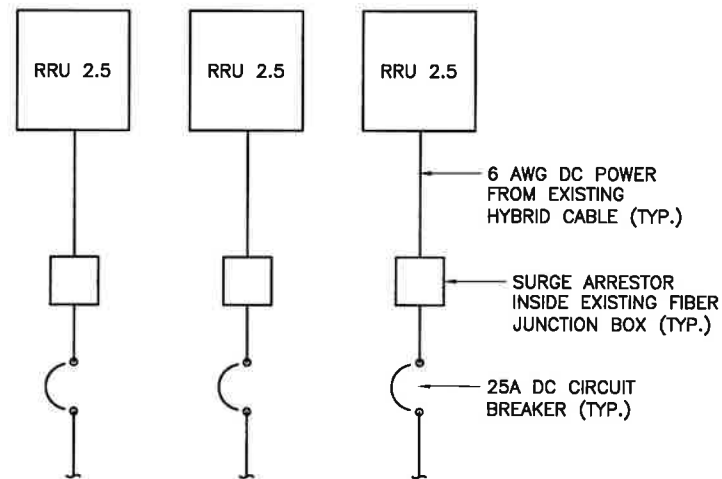 RRU 2.5
RRU 2.5
RRU 2.5
6 AWG DC POWER
FROM EXISTING
HYBRID CABLE (TYP.)
SURGE ARRESTOR
INSIDE EXISTING FIBER
JUNCTION BOX (TYP.)
25A DC CIRCUIT
BREAKER (TYP.)